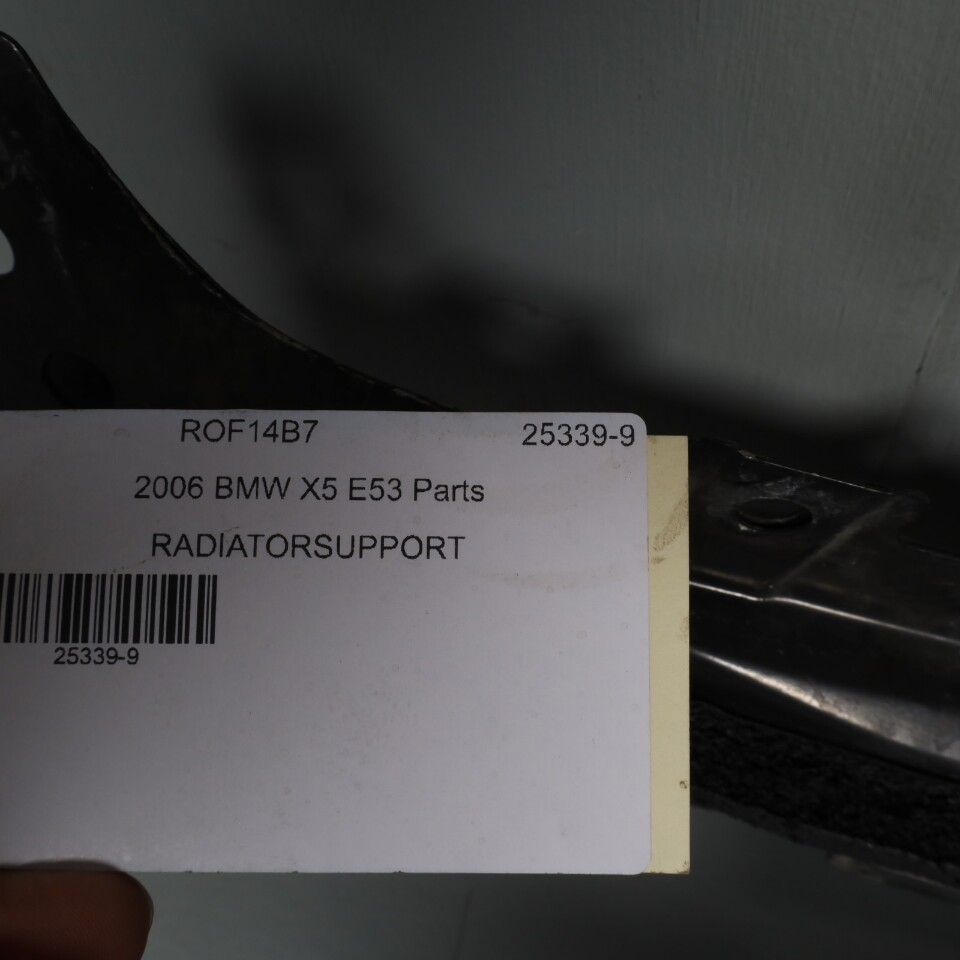 ROF14B7 25339-9
2006 BMW X5 E53 Parts
RADIATORSUPPORT
25339-9